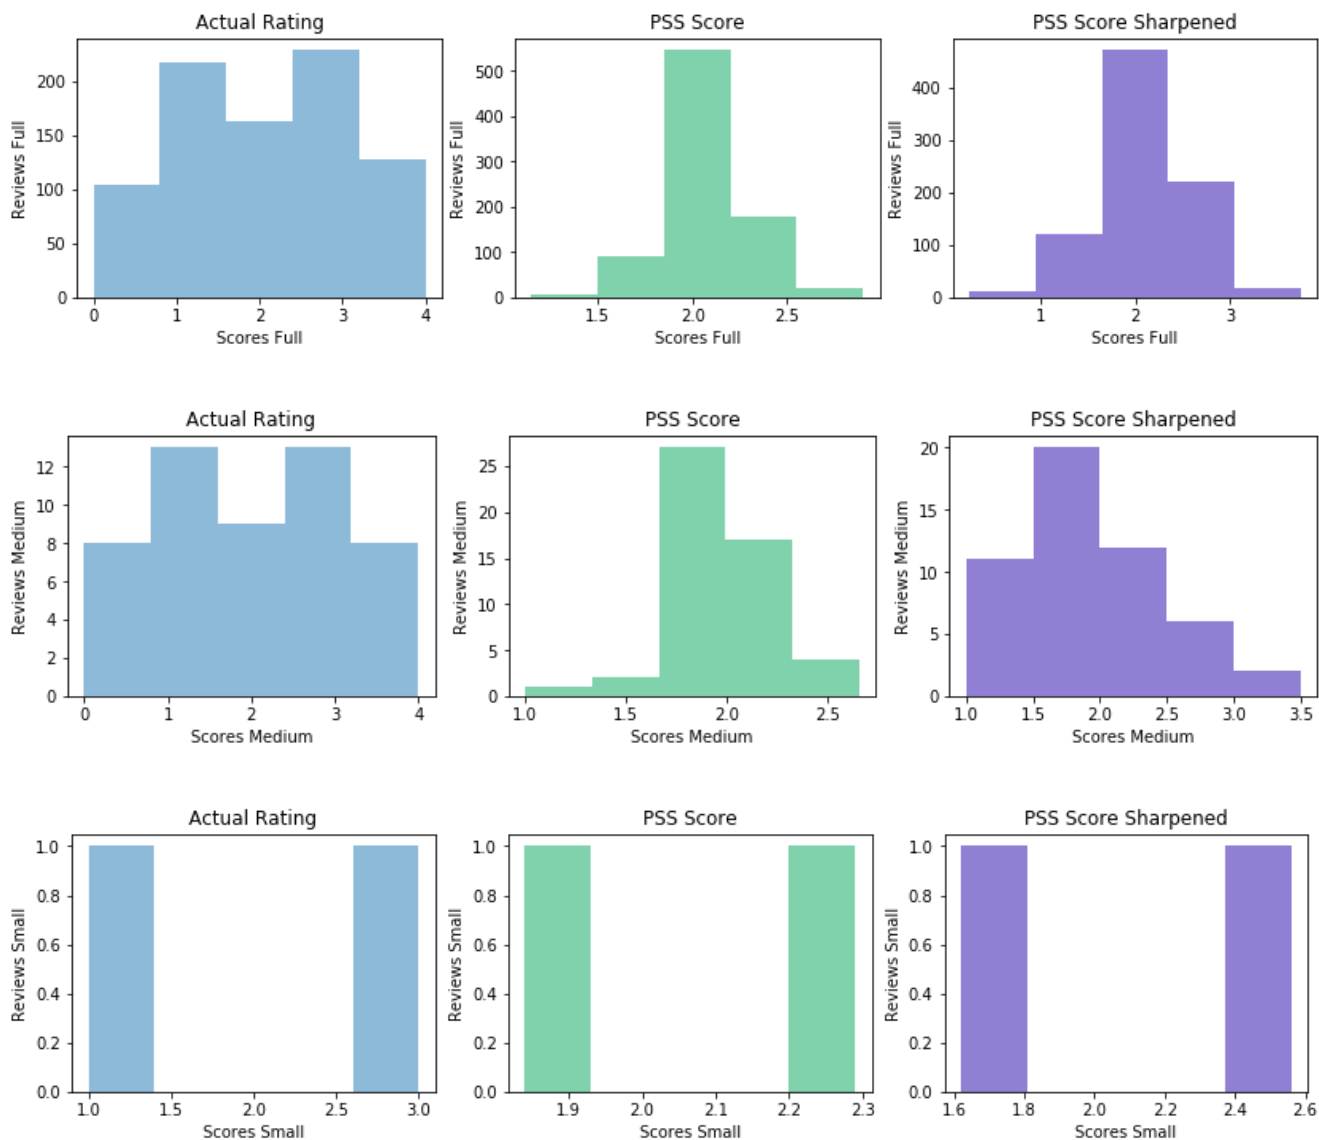 Actual Rating
PSS Score
PSS Score Sharpened
Reviews Full
200
150
100
50
0
0 1 2 3 4
Scores Full
Reviews Full
500
400
300
200
100
0
1.5 2.0 2.5
Scores Full
Reviews Full
400
300
200
100
0
1 2 3
Scores Full
Actual Rating
PSS Score
PSS Score Sharpened
Reviews Medium
12
10
8
6
4
2
0
0 1 2 3 4
Scores Medium
Reviews Medium
25
20
15
10
5
0
1.0 1.5 2.0 2.5
Scores Medium
Reviews Medium
20
15
10
5
0
1.0 1.5 2.0 2.5 3.0 3.5
Scores Medium
Actual Rating
PSS Score
PSS Score Sharpened
Reviews Small
1.0
0.8
0.6
0.4
0.2
0.0
1.0 1.5 2.0 2.5 3.0
Scores Small
Reviews Small
1.0
0.8
0.6
0.4
0.2
0.0
1.9 2.0 2.1 2.2 2.3
Scores Small
Reviews Small
1.0
0.8
0.6
0.4
0.2
0.0
1.6 1.8 2.0 2.2 2.4 2.6
Scores Small